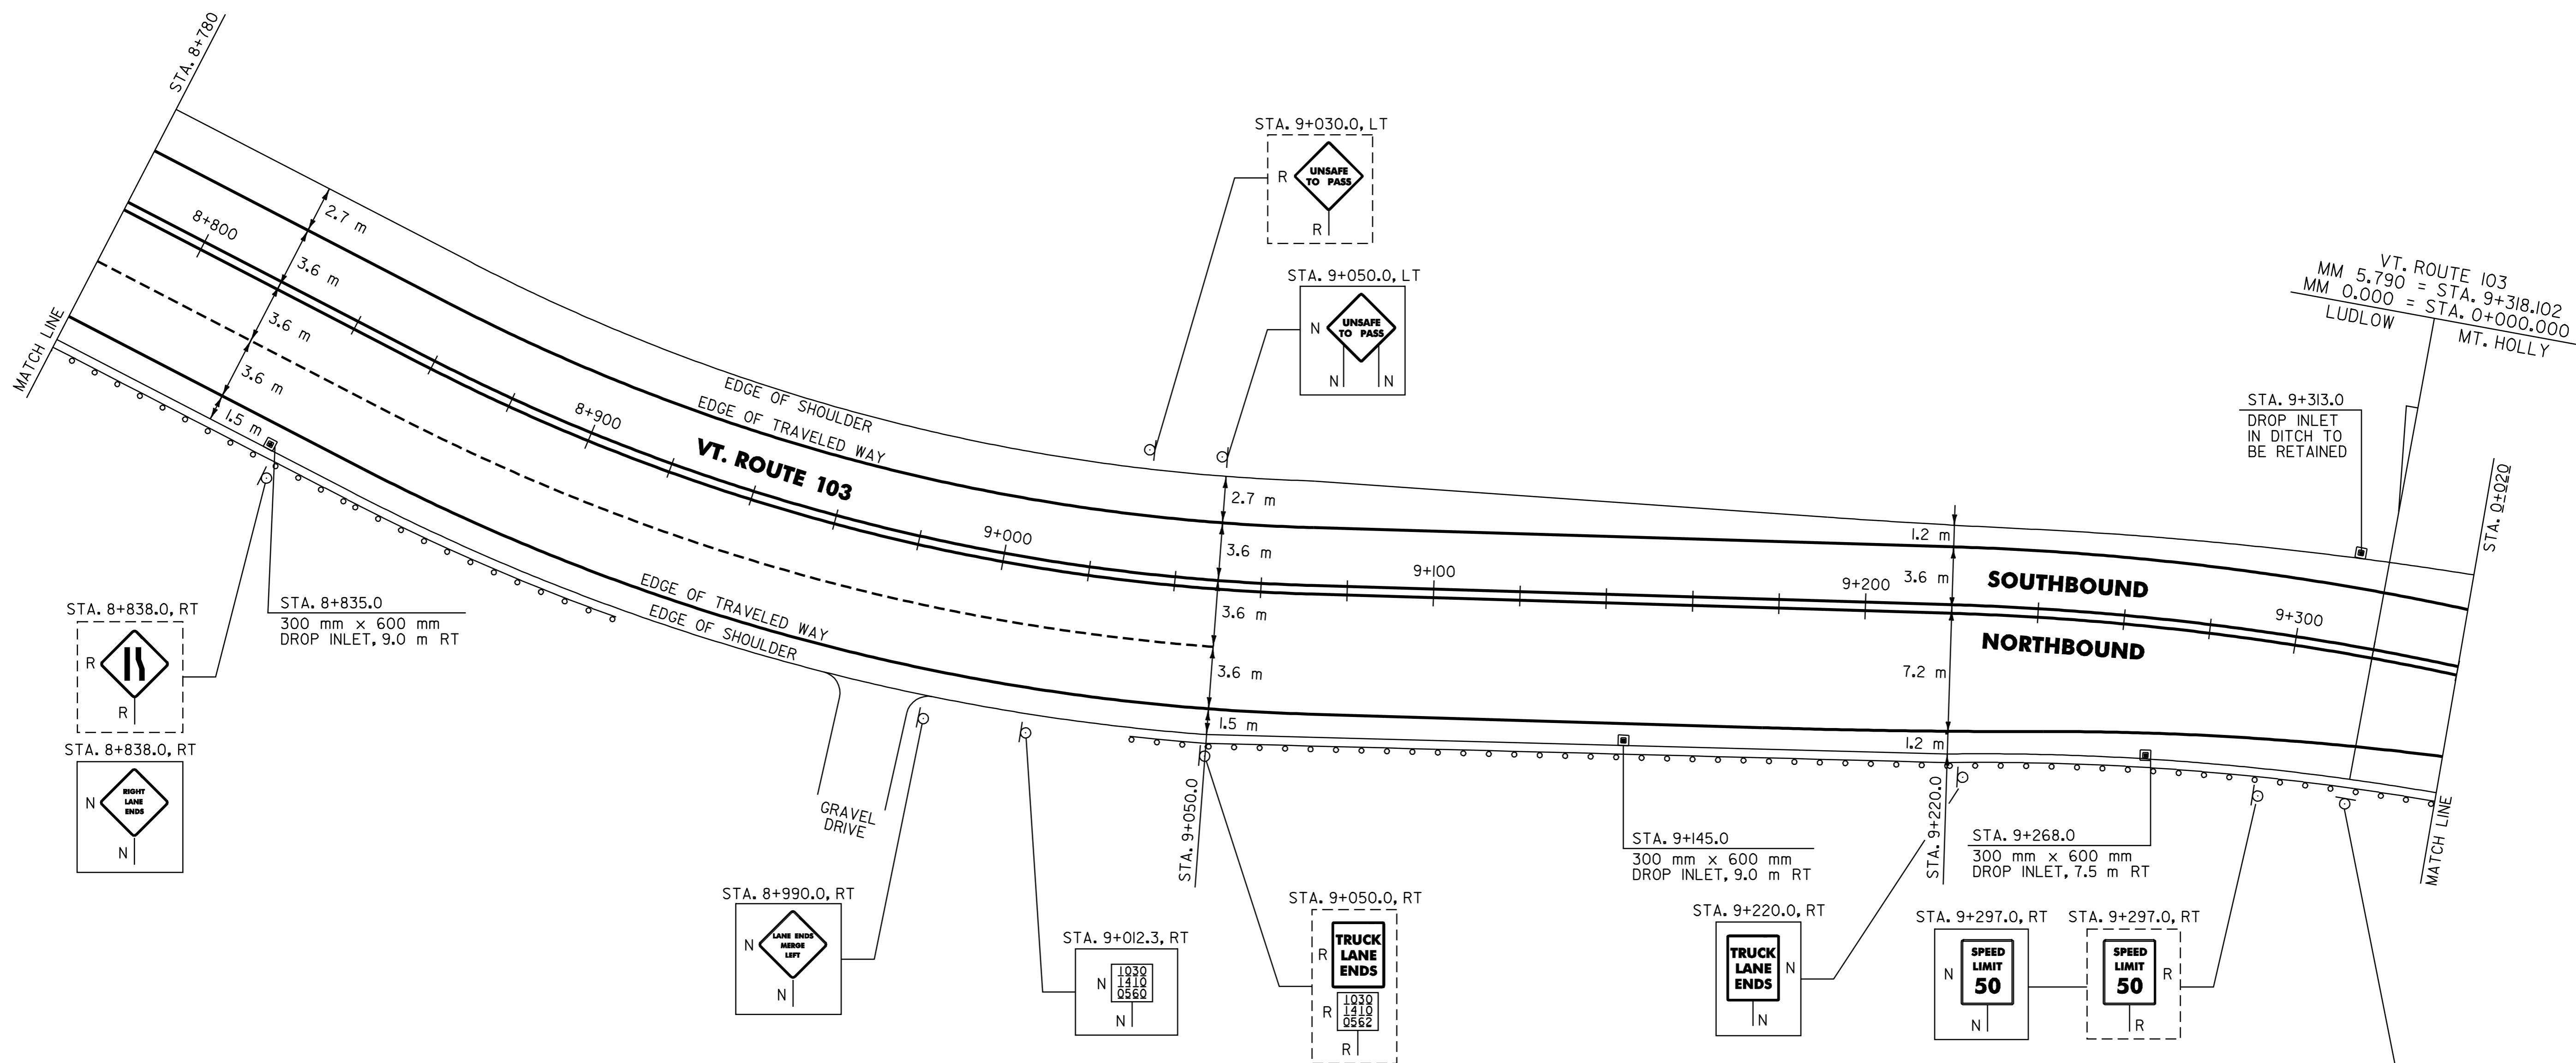 STA. 8+780
MATCH LINE
8+800
2.7 m
3.6 m
3.6 m
3.6 m
1.5 m
STA. 8+838.0, RT
R
R
STA. 8+838.0, RT
N
RIGHT
LANE
ENDS
N
STA. 8+835.0
300 mm x 600 mm
DROP INLET, 9.0 m RT
8+900
EDGE OF SHOULDER
EDGE OF TRAVELED WAY
VT. ROUTE 103
EDGE OF TRAVELED WAY
EDGE OF SHOULDER
GRAVEL
DRIVE
STA. 8+990.0, RT
N
LANE ENDS
MERGE
LEFT
N
9+000
STA. 9+012.3, RT
N
1030
1410
0560
N
STA. 9+030.0, LT
R
UNSAFE
TO PASS
R
STA. 9+050.0, LT
N
UNSAFE
TO PASS
N N
2.7 m
3.6 m
3.6 m
3.6 m
1.5 m
STA. 9+050.0
STA. 9+050.0, RT
R
TRUCK
LANE
ENDS
R
1030
1410
0562
R
9+100
STA. 9+145.0
300 mm x 600 mm
DROP INLET, 9.0 m RT
9+200
1.2 m
3.6 m
7.2 m
1.2 m
STA. 9+220.0
STA. 9+220.0, RT
TRUCK
LANE
ENDS
N
N
SOUTHBOUND
NORTHBOUND
STA. 9+268.0
300 mm x 600 mm
DROP INLET, 7.5 m RT
STA. 9+297.0, RT
N
SPEED
LIMIT
50
N
STA. 9+297.0, RT
SPEED
LIMIT
50
R
R
9+300
STA. 9+313.0
DROP INLET
IN DITCH TO
BE RETAINED
VT. ROUTE 103
MM 5.790 = STA. 9+318.102
MM 0.000 = STA. 0+000.000
LUDLOW
MT. HOLLY
STA. 0+020
MATCH LINE